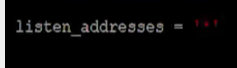 listen_addresses = '*'